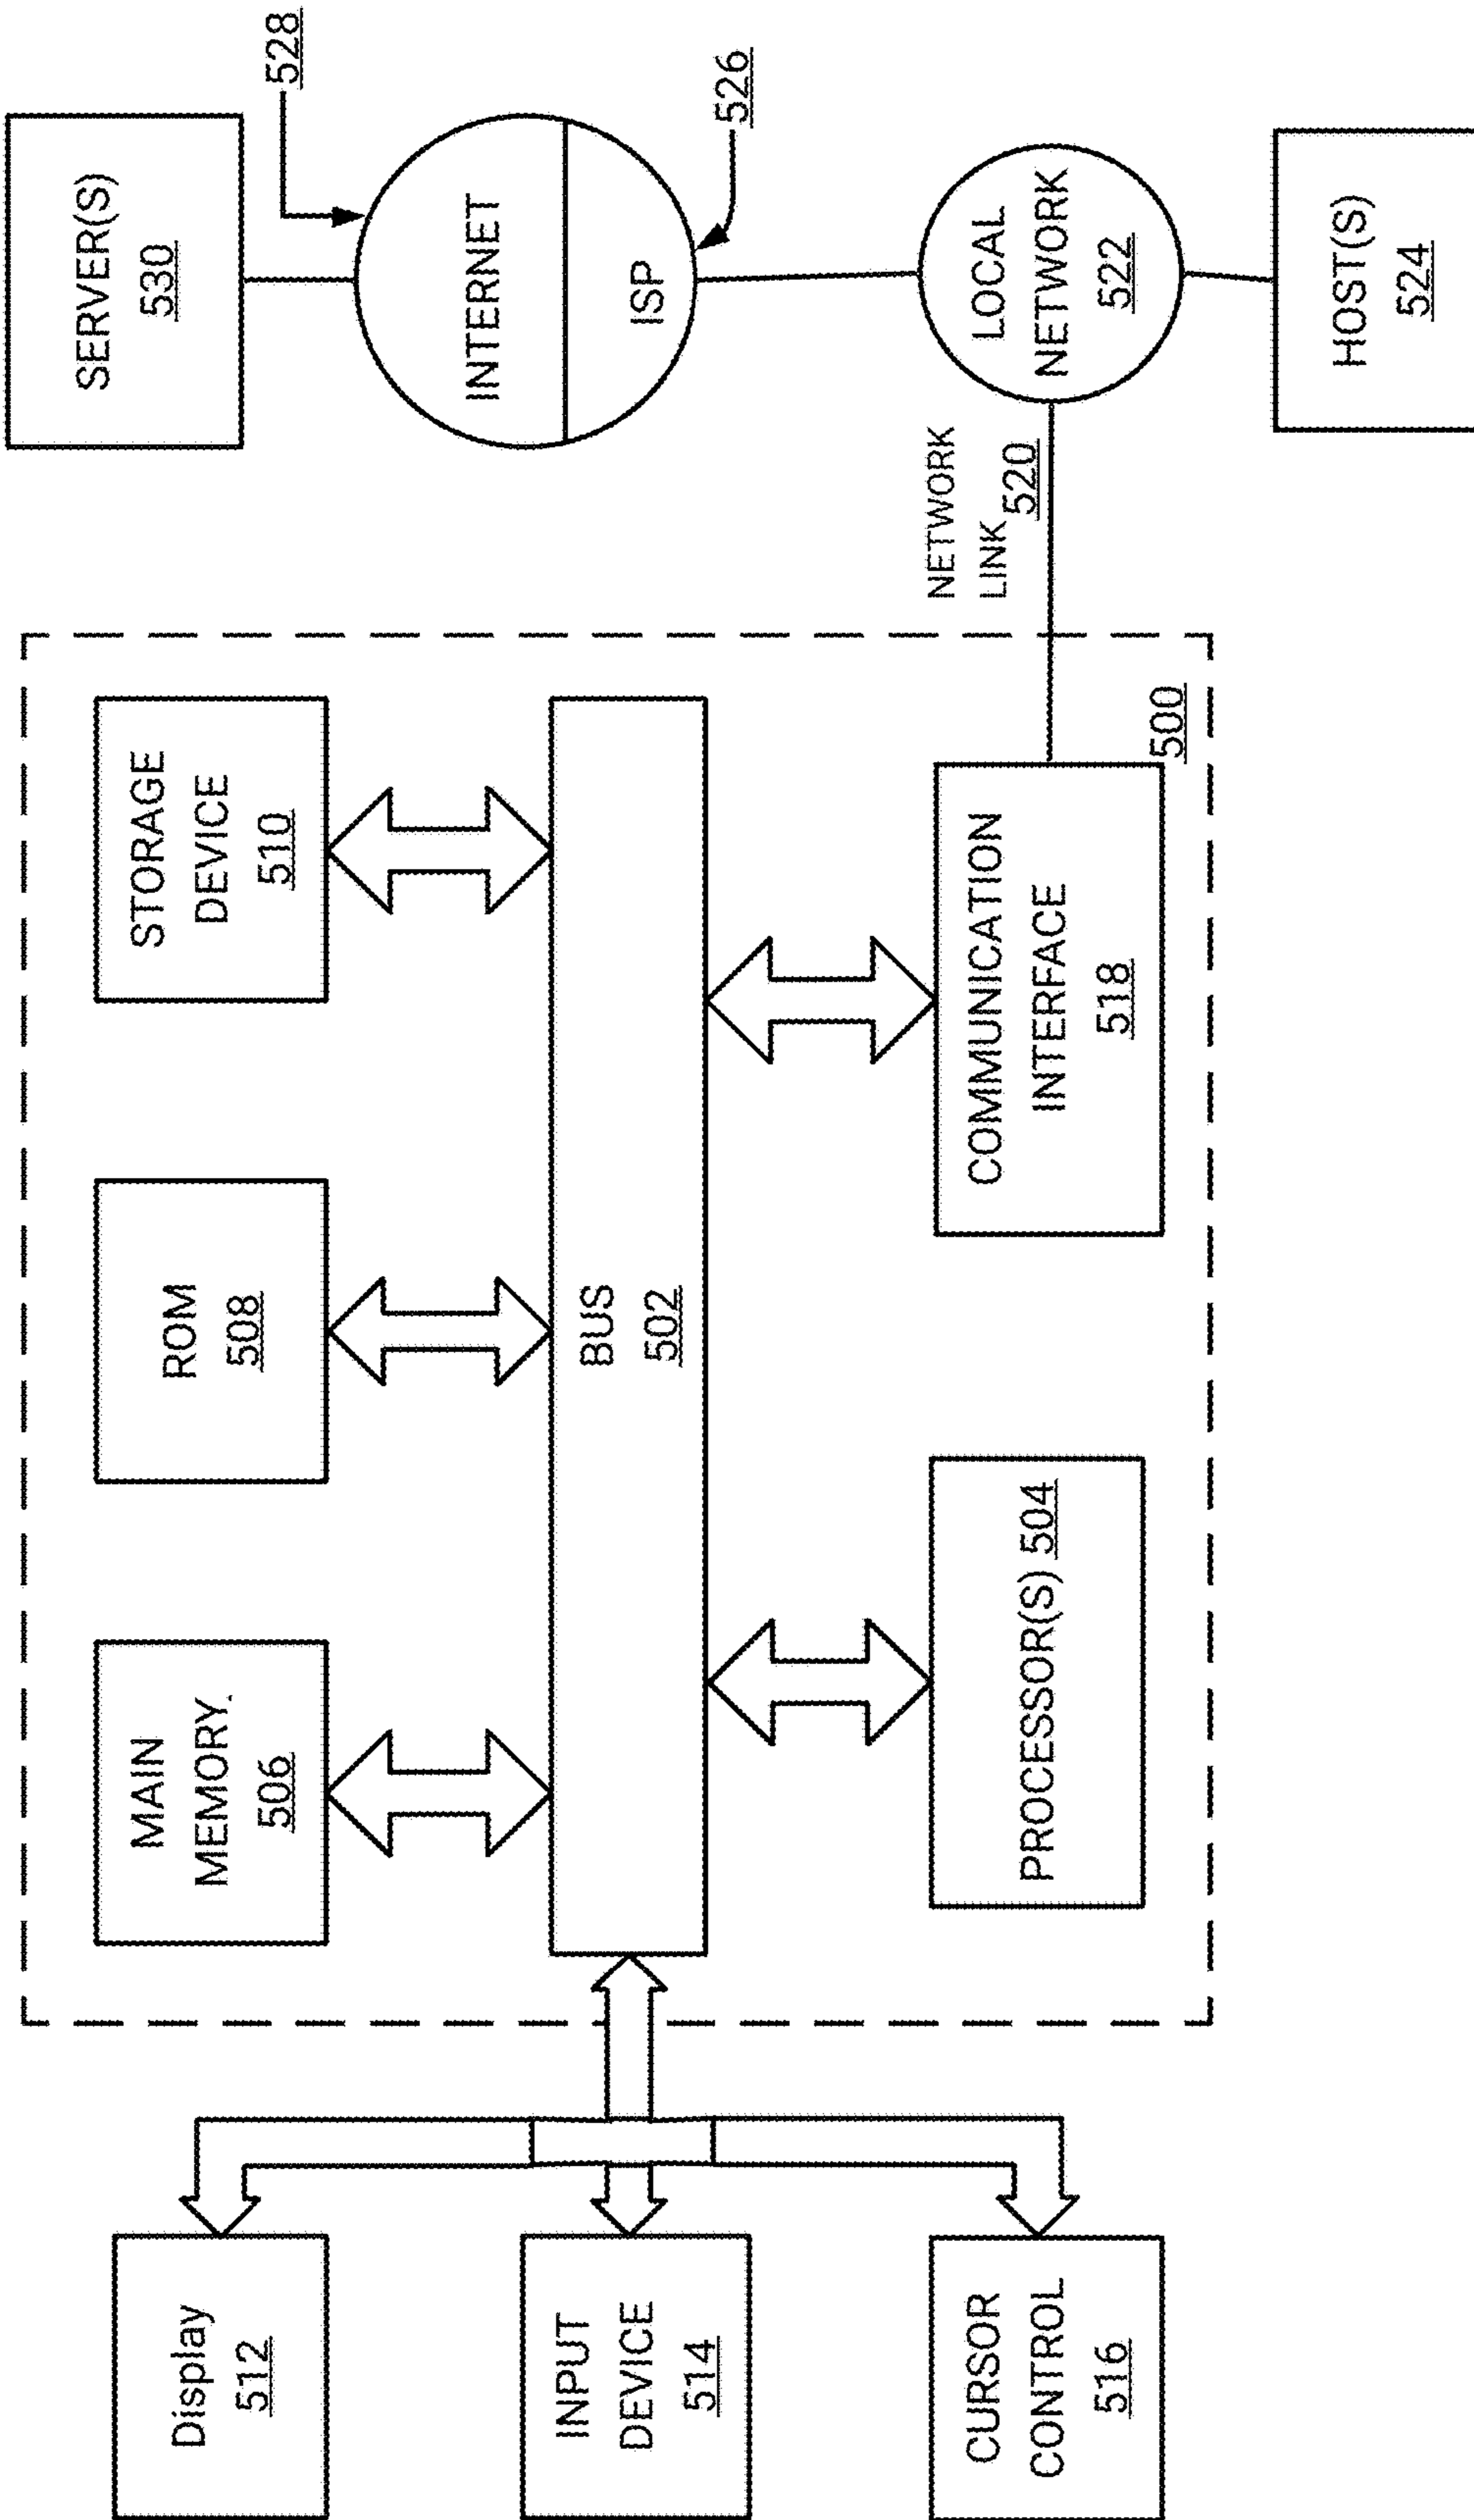 Display
512
INPUT
DEVICE
514
CURSOR
CONTROL
516
MAIN
MEMORY
506
ROM
508
STORAGE
DEVICE
510
BUS
502
PROCESSOR(S) 504
COMMUNICATION
INTERFACE
518
500
NETWORK
LINK
520
SERVER(S)
530
528
INTERNET
ISP
526
LOCAL
NETWORK
522
HOST(S)
524